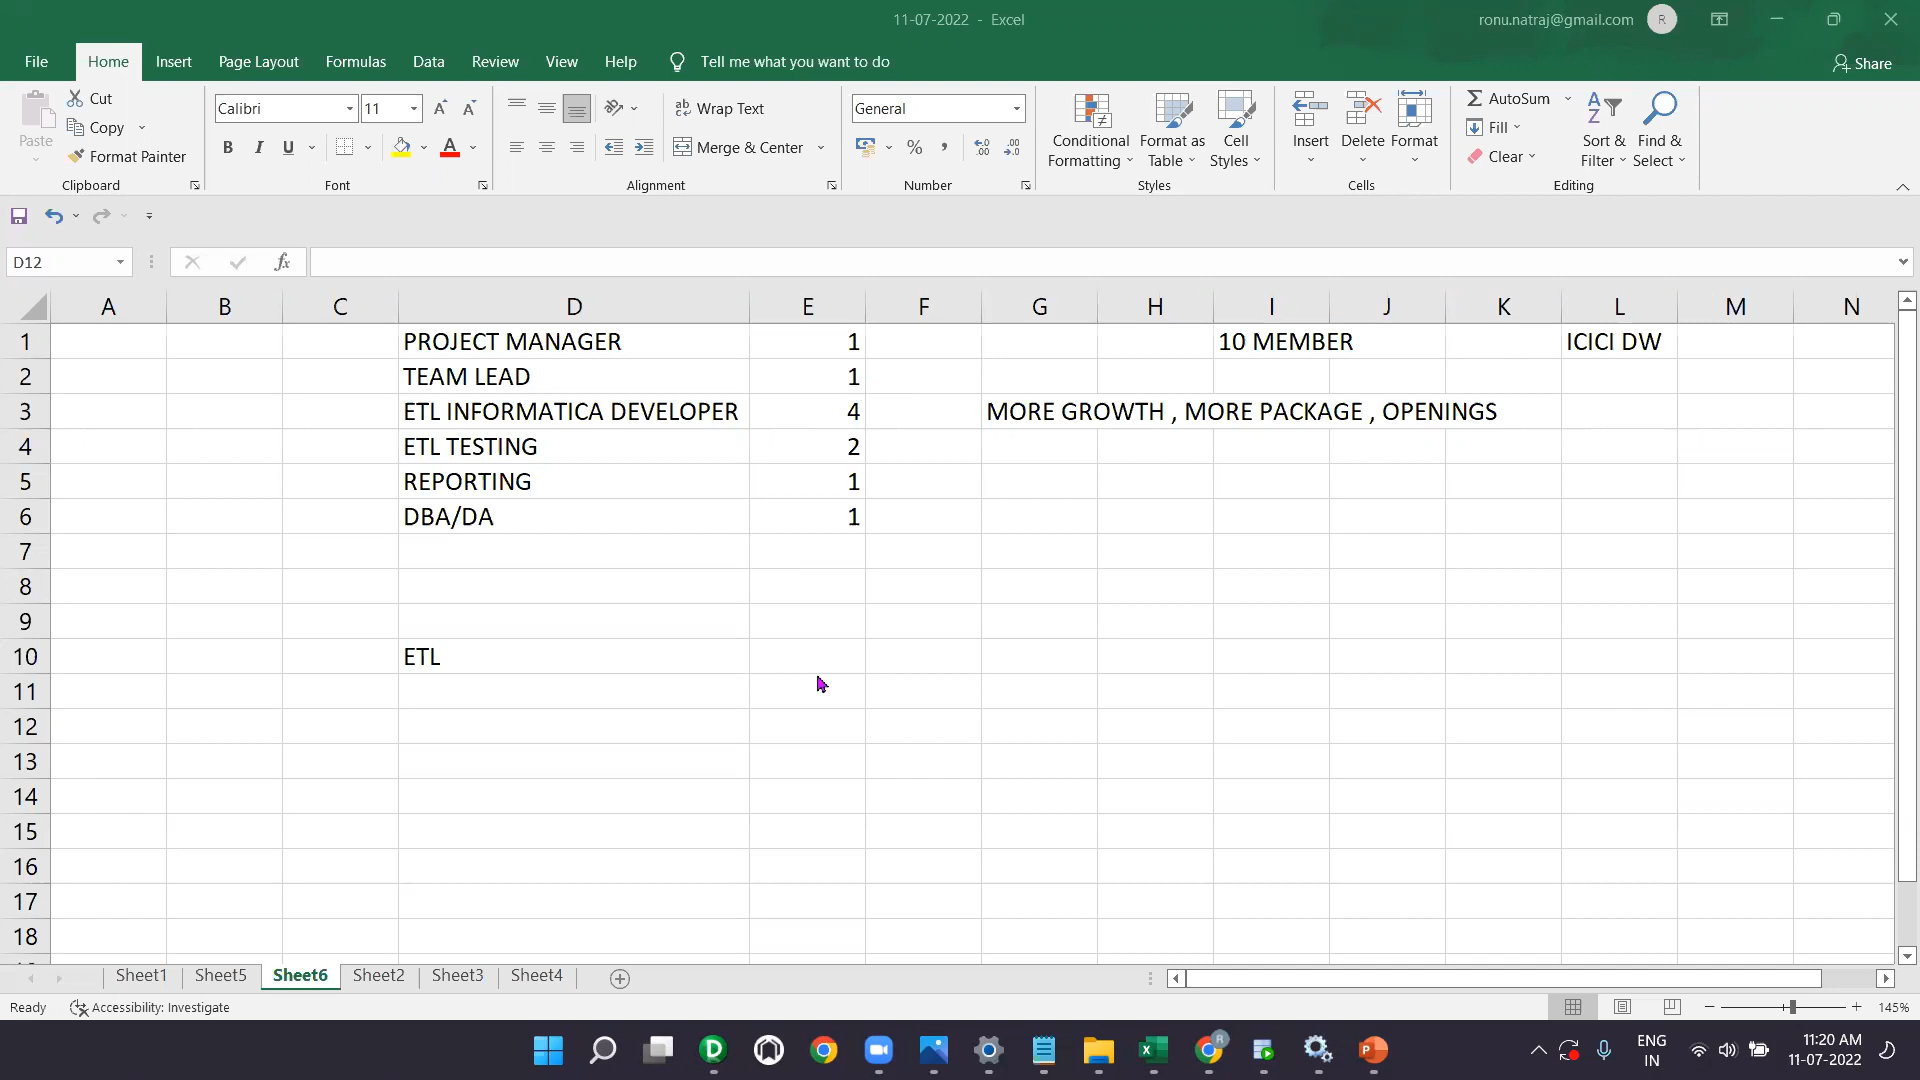 11-07-2022 - Excel
ronu.natraj@gmail.com R
File Home Insert Page Layout Formulas Data Review View Help Tell me what you want to do Share
Paste Cut Copy Format Painter Clipboard
Calibri 11 B I U Font
Wrap Text Merge & Center Alignment
General % , Number
Conditional Formatting Format as Table Cell Styles Styles
Insert Delete Format Cells
AutoSum Fill Clear Sort & Filter Find & Select Editing
D12 fx
A B C D E F G H I J K L M N
1 PROJECT MANAGER 1 10 MEMBER ICICI DW
2 TEAM LEAD 1
3 ETL INFORMATICA DEVELOPER 4 MORE GROWTH , MORE PACKAGE , OPENINGS
4 ETL TESTING 2
5 REPORTING 1
6 DBA/DA 1
7
8
9
10 ETL
11
12
13
14
15
16
17
18
Sheet1 Sheet5 Sheet6 Sheet2 Sheet3 Sheet4
Ready Accessibility: Investigate 145%
ENG IN 11:20 AM 11-07-2022